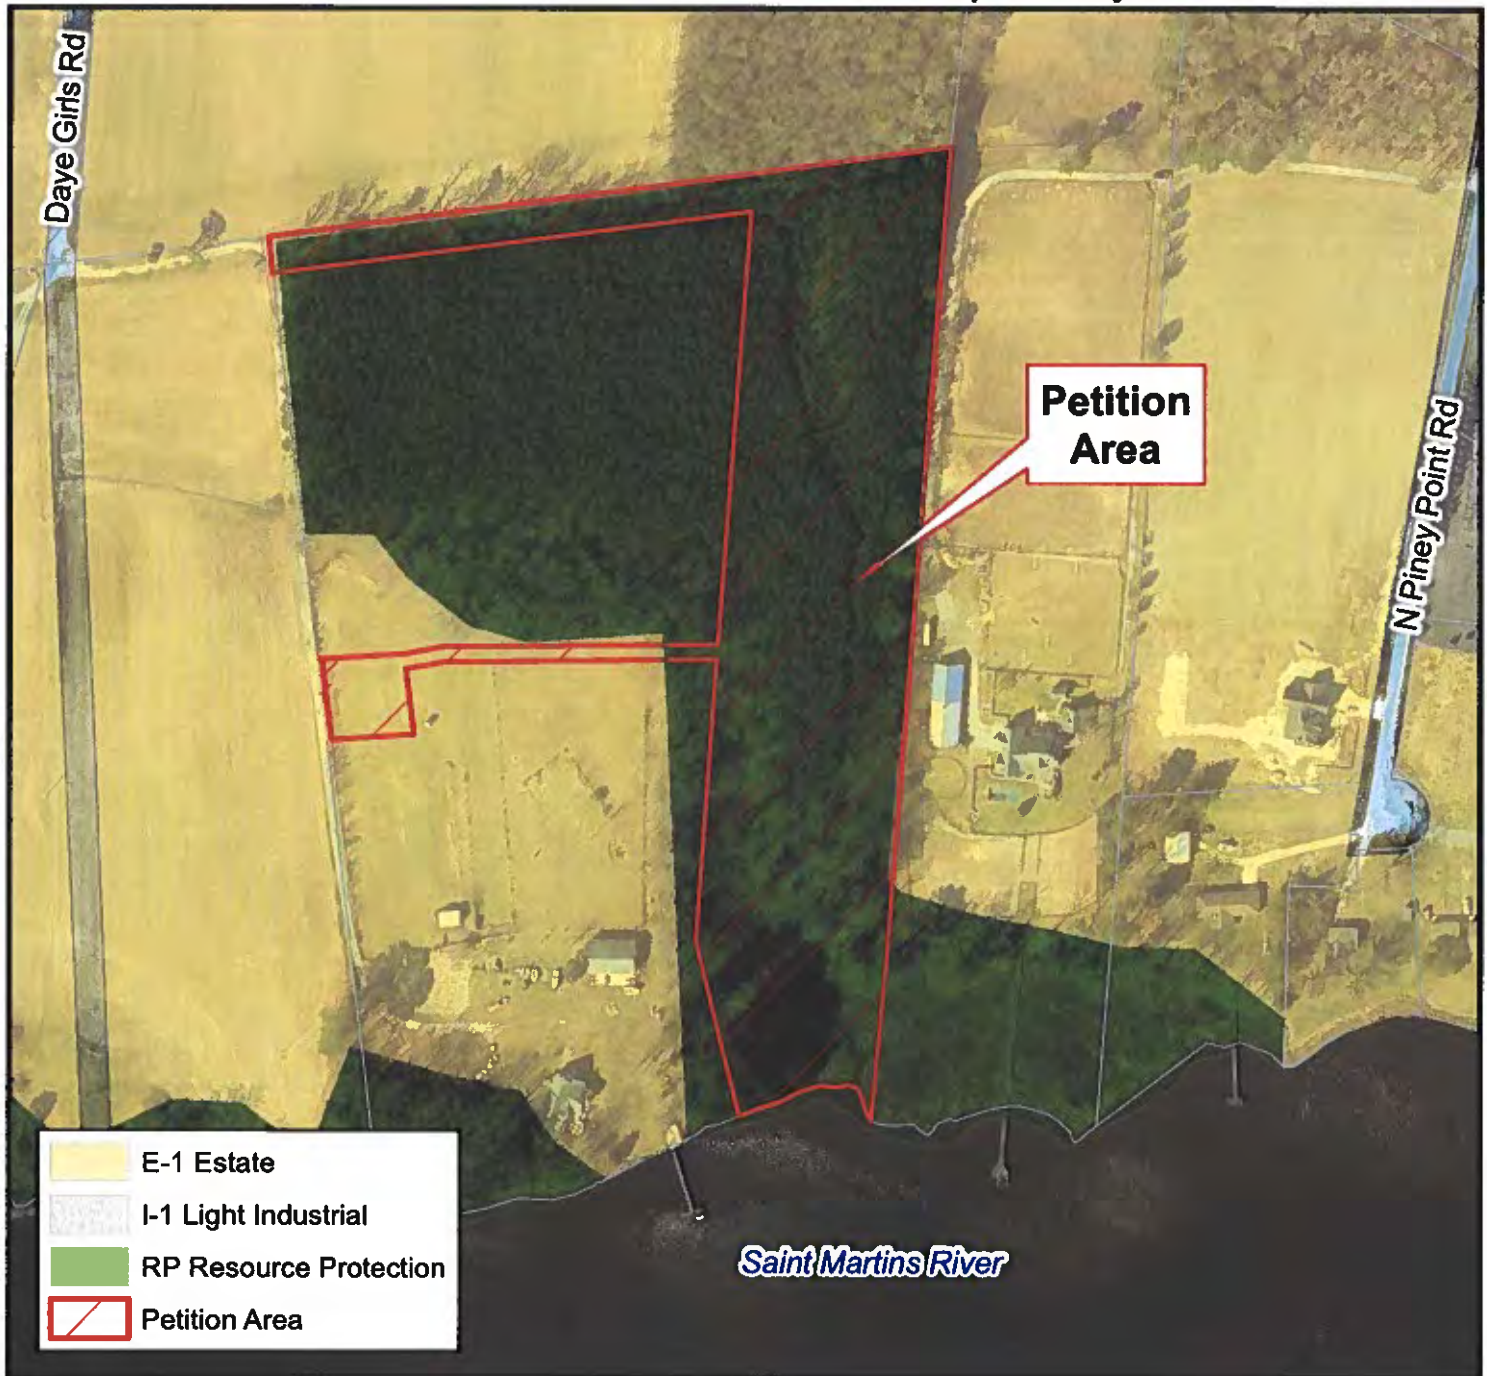 Daye Girls Rd
Petition
Area
N Piney Point Rd
E-1 Estate
I-1 Light Industrial
RP Resource Protection
Petition Area
Saint Martins River